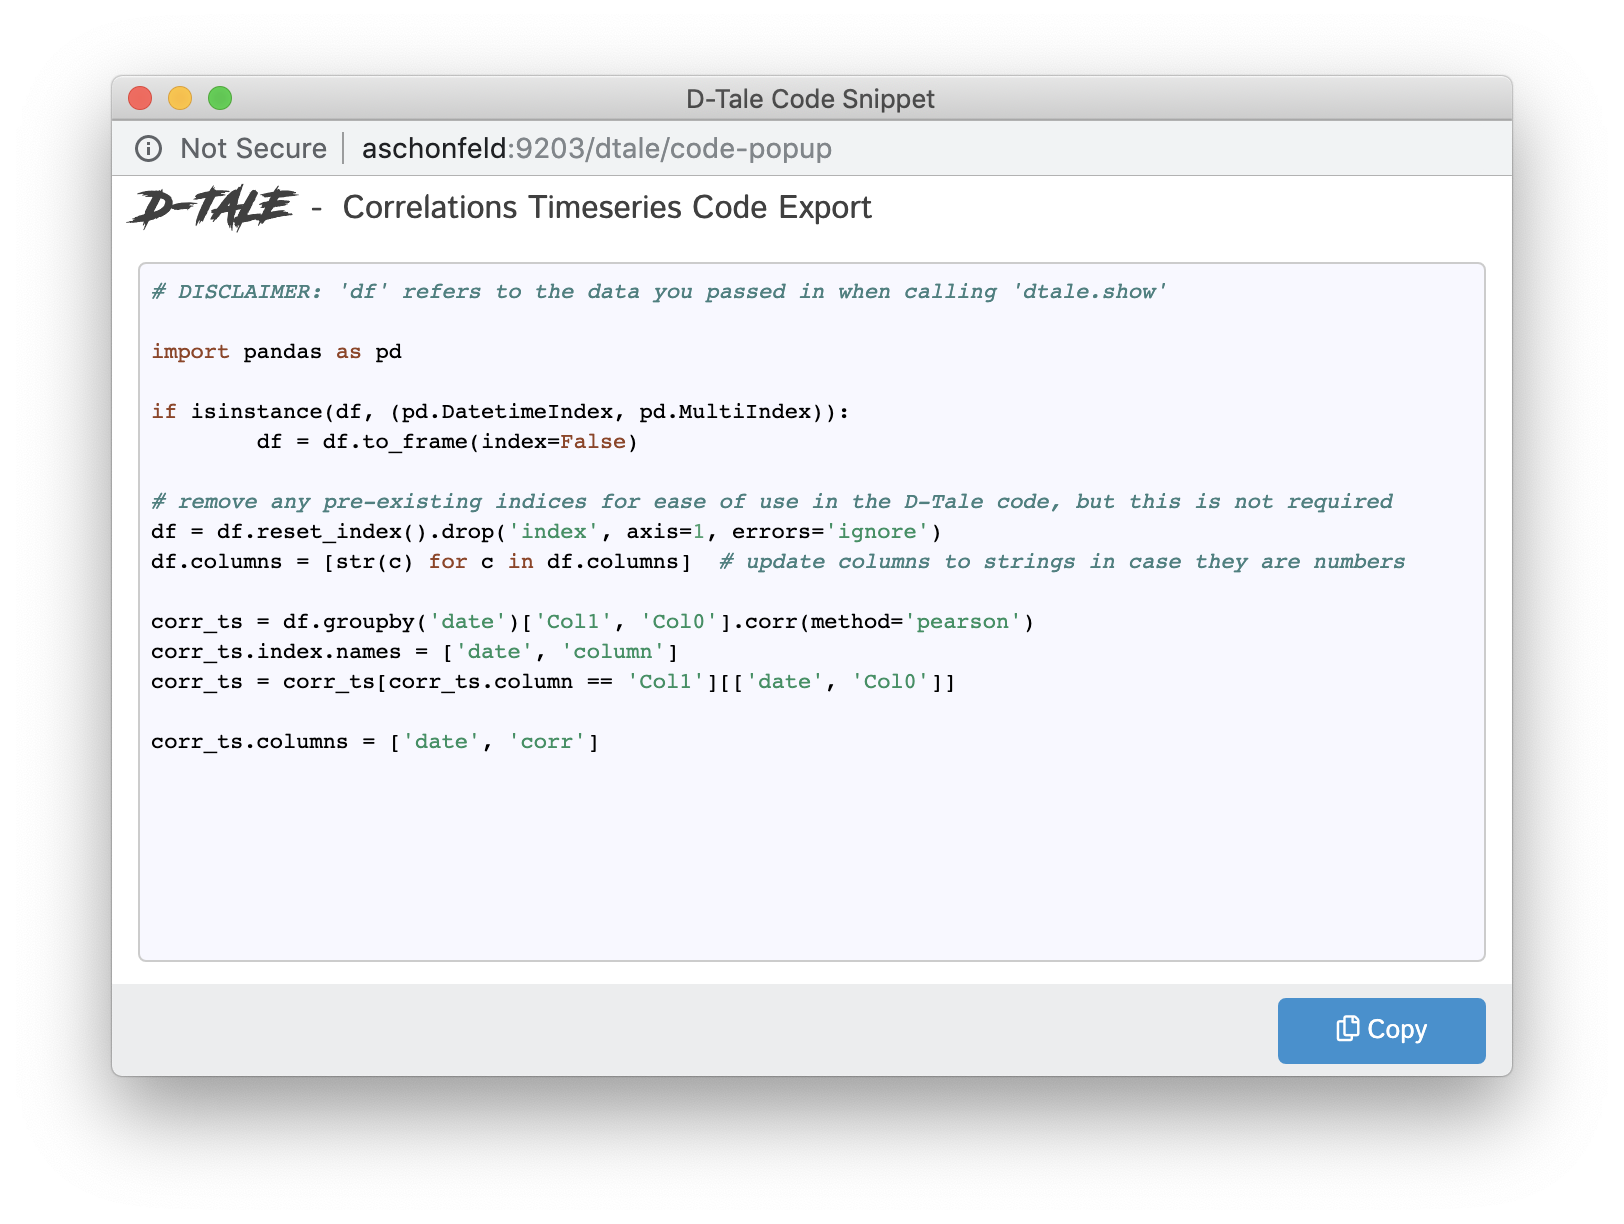 D-Tale Code Snippet
Not Secure | aschonfeld:9203/dtale/code-popup
D-TALE - Correlations Timeseries Code Export
# DISCLAIMER: 'df' refers to the data you passed in when calling 'dtale.show'
import pandas as pd
if isinstance(df, (pd.DatetimeIndex, pd.MultiIndex)):
        df = df.to_frame(index=False)
# remove any pre-existing indices for ease of use in the D-Tale code, but this is not required
df = df.reset_index().drop('index', axis=1, errors='ignore')
df.columns = [str(c) for c in df.columns]  # update columns to strings in case they are numbers
corr_ts = df.groupby('date')['Col1', 'Col0'].corr(method='pearson')
corr_ts.index.names = ['date', 'column']
corr_ts = corr_ts[corr_ts.column == 'Col1'][['date', 'Col0']]
corr_ts.columns = ['date', 'corr']
Copy